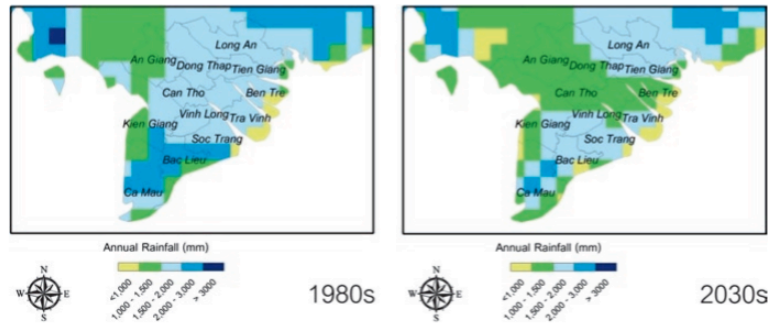 Long An
An Giang
Dong Thap
Tien Giang
Can Tho
Ben Tre
Vinh Long
Kien Giang
Tra Vinh
Soc Trang
Bac Lieu
Ca Mau
Annual Rainfall (mm)
<1,000
1,000 - 1,500
1,500 - 2,000
2,000 - 3,000
> 3000
N
W E
S
1980s
Long An
An Giang
Dong Thap
Tien Giang
Can Tho
Ben Tre
Vinh Long
Kien Giang
Tra Vinh
Soc Trang
Bac Lieu
Ca Mau
Annual Rainfall (mm)
<1,000
1,000 - 1,500
1,500 - 2,000
2,000 - 3,000
> 3000
N
W E
S
2030s